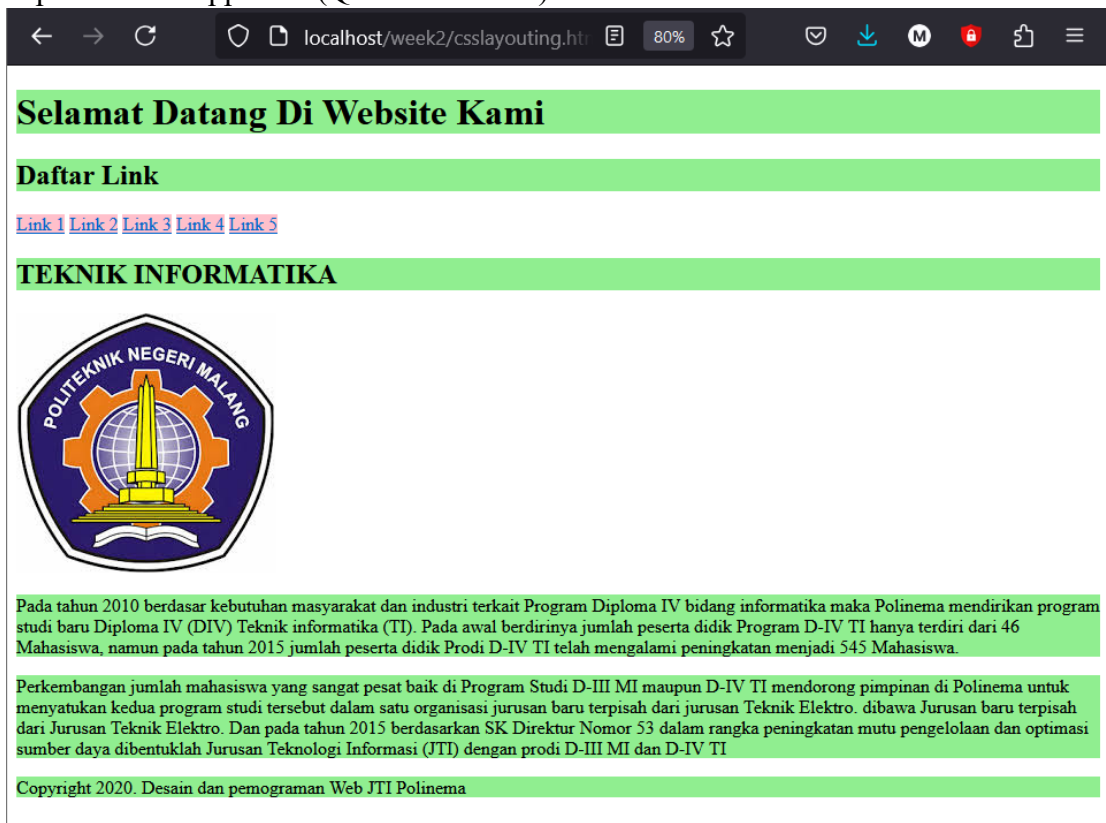 localhost/week2/csslayouting.htr 80%
M
Selamat Datang Di Website Kami
Daftar Link
Link 1 Link 2 Link 3 Link 4 Link 5
TEKNIK INFORMATIKA
POLITEKNIK NEGERI MALANG
Pada tahun 2010 berdasar kebutuhan masyarakat dan industri terkait Program Diploma IV bidang informatika maka Polinema mendirikan program
studi baru Diploma IV (DIV) Teknik informatika (TI). Pada awal berdirinya jumlah peserta didik Program D-IV TI hanya terdiri dari 46
Mahasiswa, namun pada tahun 2015 jumlah peserta didik Prodi D-IV TI telah mengalami peningkatan menjadi 545 Mahasiswa.
Perkembangan jumlah mahasiswa yang sangat pesat baik di Program Studi D-III MI maupun D-IV TI mendorong pimpinan di Polinema untuk
menyatukan kedua program studi tersebut dalam satu organisasi jurusan baru terpisah dari jurusan Teknik Elektro. dibawa Jurusan baru terpisah
dari Jurusan Teknik Elektro. Dan pada tahun 2015 berdasarkan SK Direktur Nomor 53 dalam rangka peningkatan mutu pengelolaan dan optimasi
sumber daya dibentuklah Jurusan Teknologi Informasi (JTI) dengan prodi D-III MI dan D-IV TI
Copyright 2020. Desain dan pemograman Web JTI Polinema